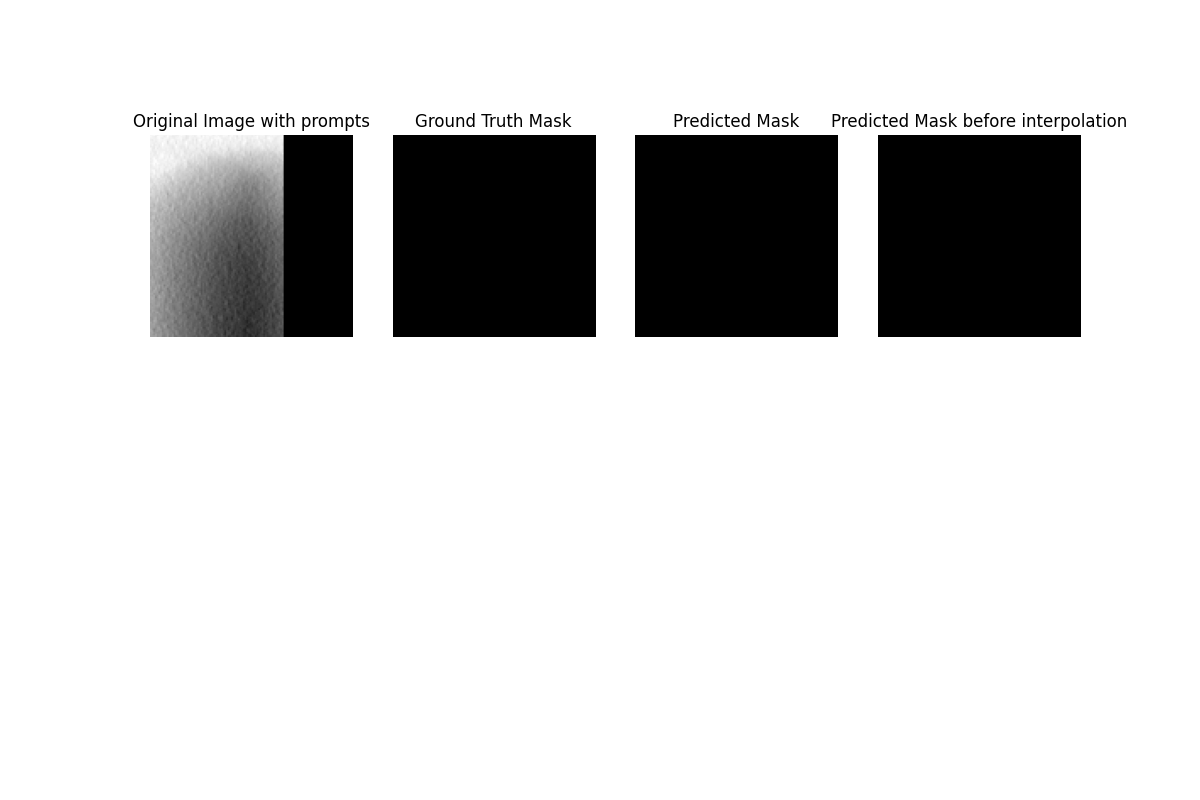 Original Image with prompts
Ground Truth Mask
Predicted Mask
Predicted Mask before interpolation